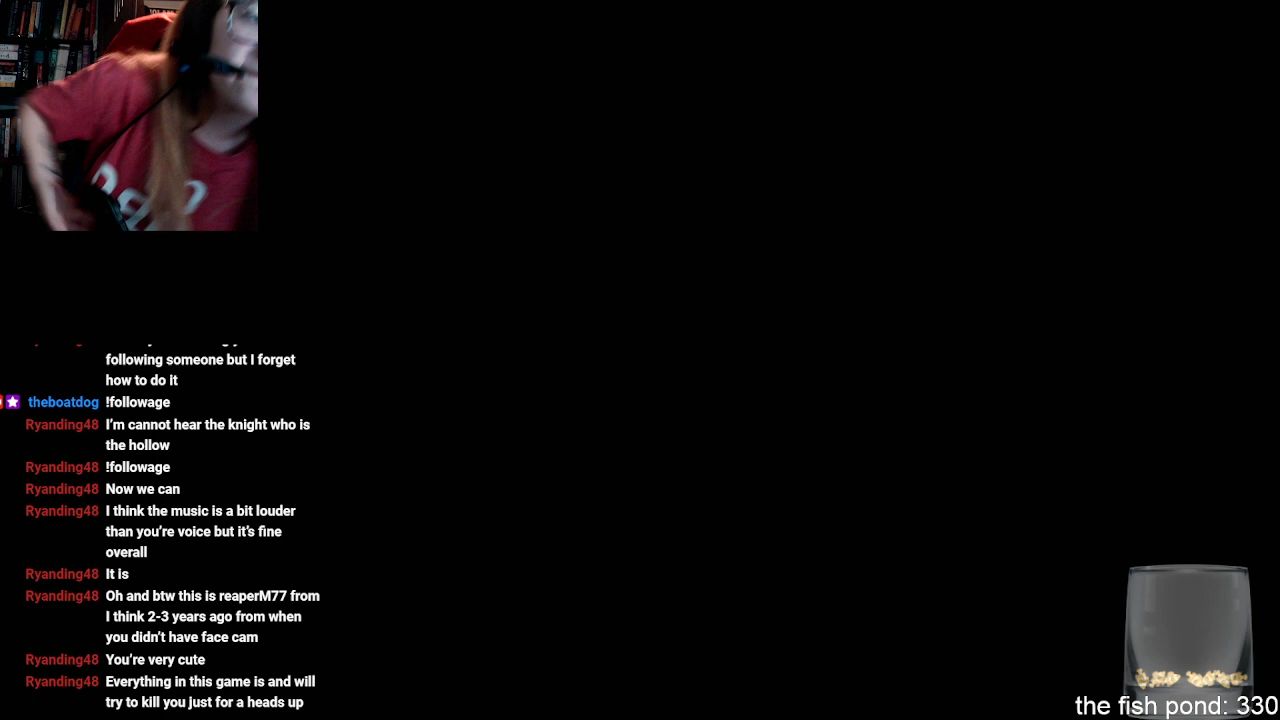 following someone but I forget
how to do it
theboatdog !followage
Ryanding48 I'm cannot hear the knight who is
the hollow
Ryanding48 !followage
Ryanding48 Now we can
Ryanding48 I think the music is a bit louder
than you're voice but it's fine
overall
Ryanding48 It is
Ryanding48 Oh and btw this is reaperM77 from
I think 2-3 years ago from when
you didn't have face cam
Ryanding48 You're very cute
Ryanding48 Everything in this game is and will
try to kill you just for a heads up
the fish pond: 330